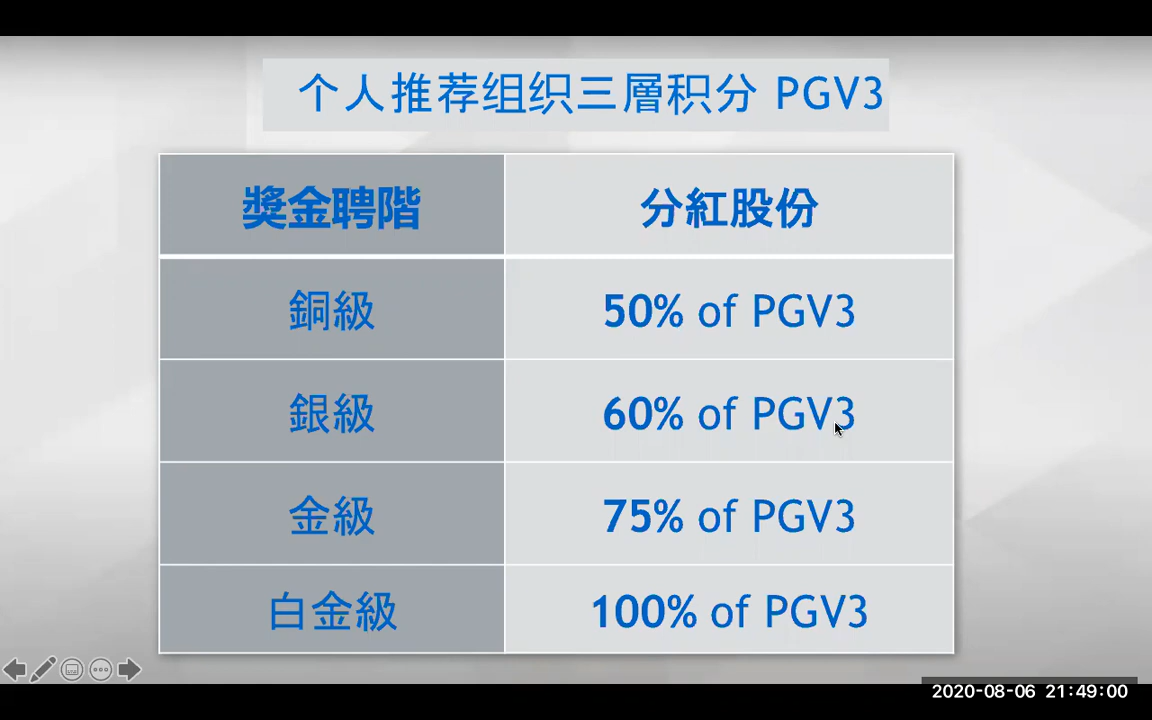 个人推荐组织三層积分 PGV3
獎金聘階 分紅股份
銅級 50% of PGV3
銀級 60% of PGV3
金級 75% of PGV3
白金級 100% of PGV3
2020-08-06 21:49:00